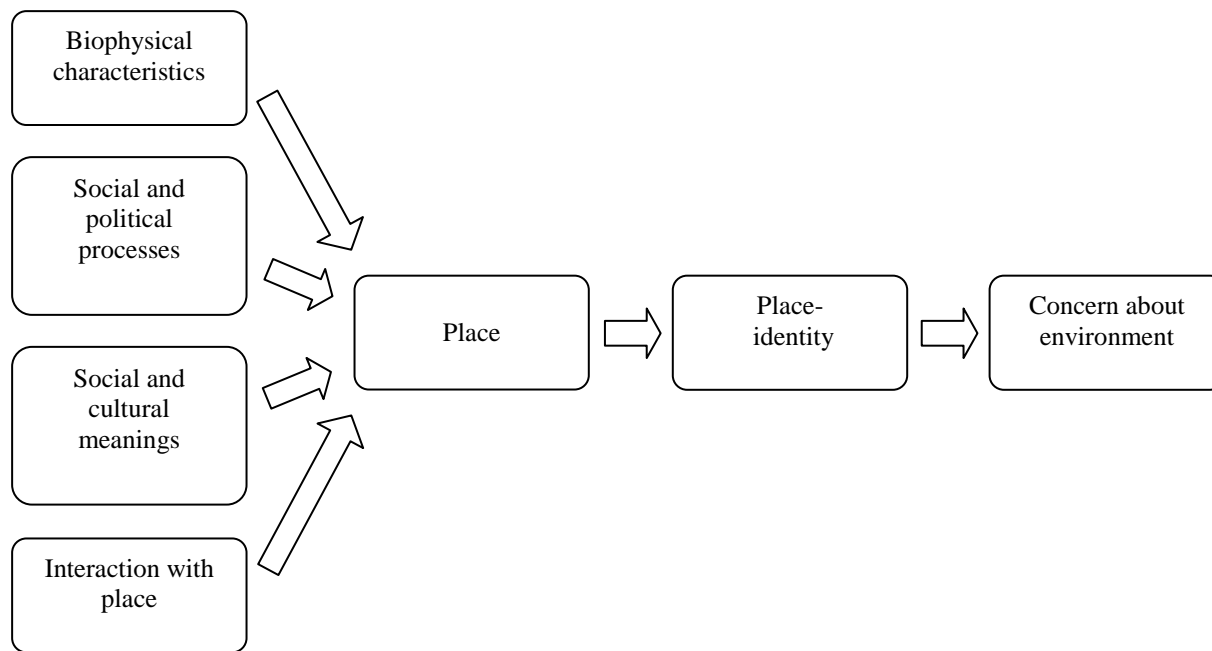 Biophysical
characteristics
Social and
political
processes
Social and
cultural
meanings
Interaction with
place
Place
Place-
identity
Concern about
environment